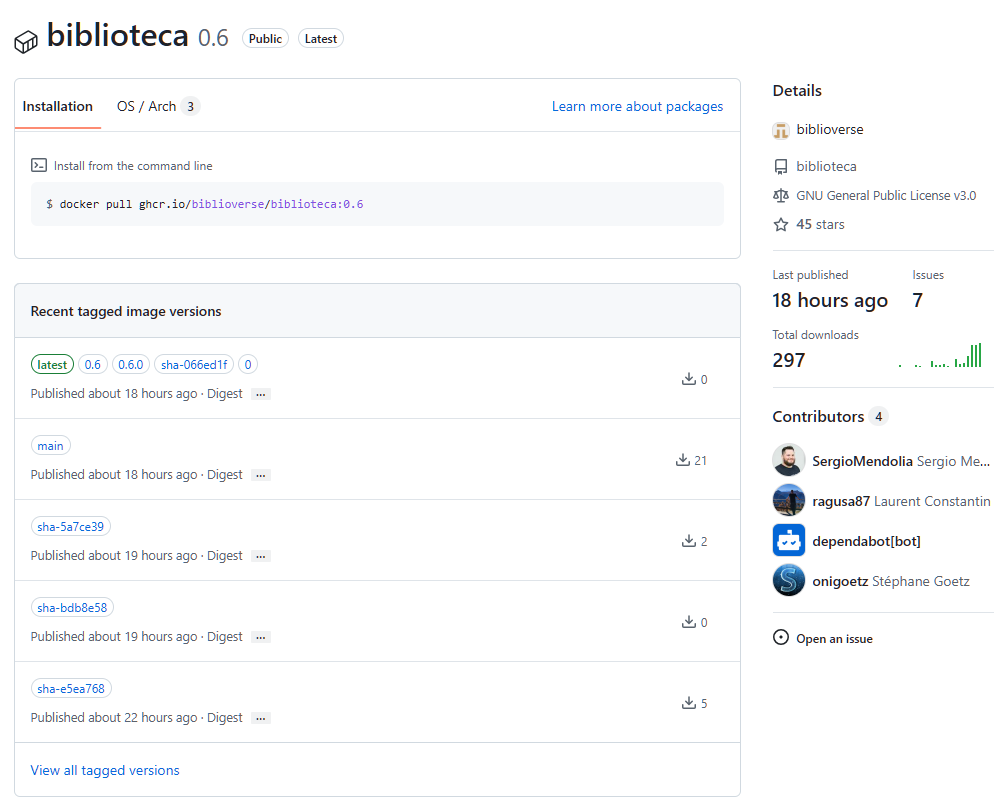 biblioteca 0.6 Public Latest
Installation OS / Arch 3 Learn more about packages
Install from the command line
$ docker pull ghcr.io/biblioverse/biblioteca:0.6
Recent tagged image versions
latest 0.6 0.6.0 sha-066ed1f 0
Published about 18 hours ago · Digest ... 0
main
Published about 18 hours ago · Digest ... 21
sha-5a7ce39
Published about 19 hours ago · Digest ... 2
sha-bdb8e58
Published about 19 hours ago · Digest ... 0
sha-e5ea768
Published about 22 hours ago · Digest ... 5
View all tagged versions
Details
biblioverse
biblioteca
GNU General Public License v3.0
45 stars
Last published Issues
18 hours ago 7
Total downloads
297
Contributors 4
SergioMendolia Sergio Me...
ragusa87 Laurent Constantin
dependabot[bot]
onigoetz Stéphane Goetz
Open an issue